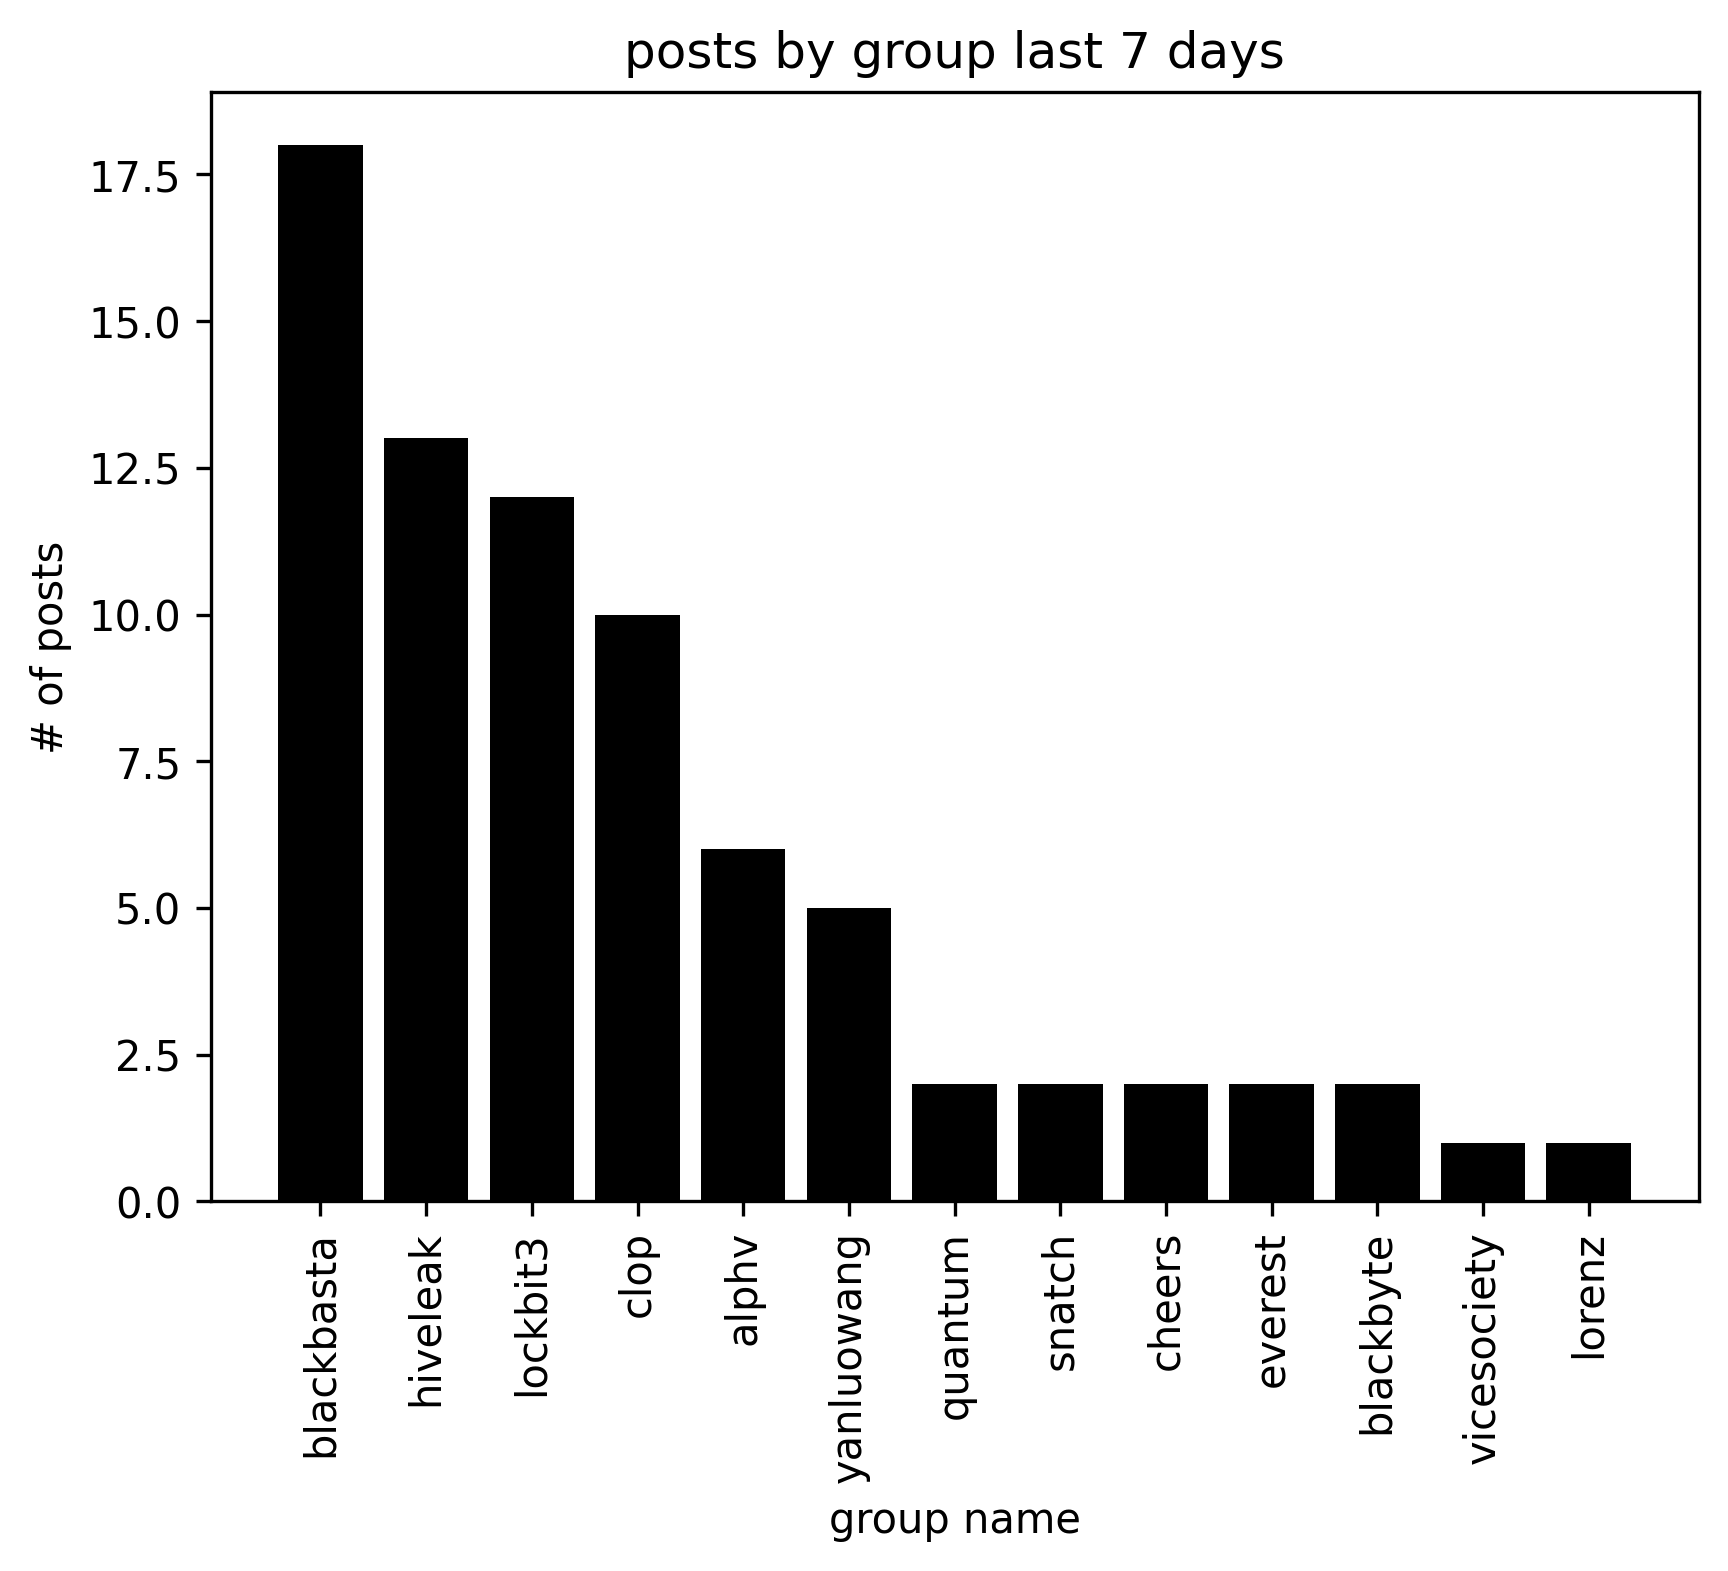 posts by group last 7 days
17.5
15.0
12.5
10.0
7.5
5.0
2.5
0.0
# of posts
blackbasta
hiveleak
lockbit3
clop
alphv
yanluowang
quantum
snatch
cheers
everest
blackbyte
vicesociety
lorenz
group name